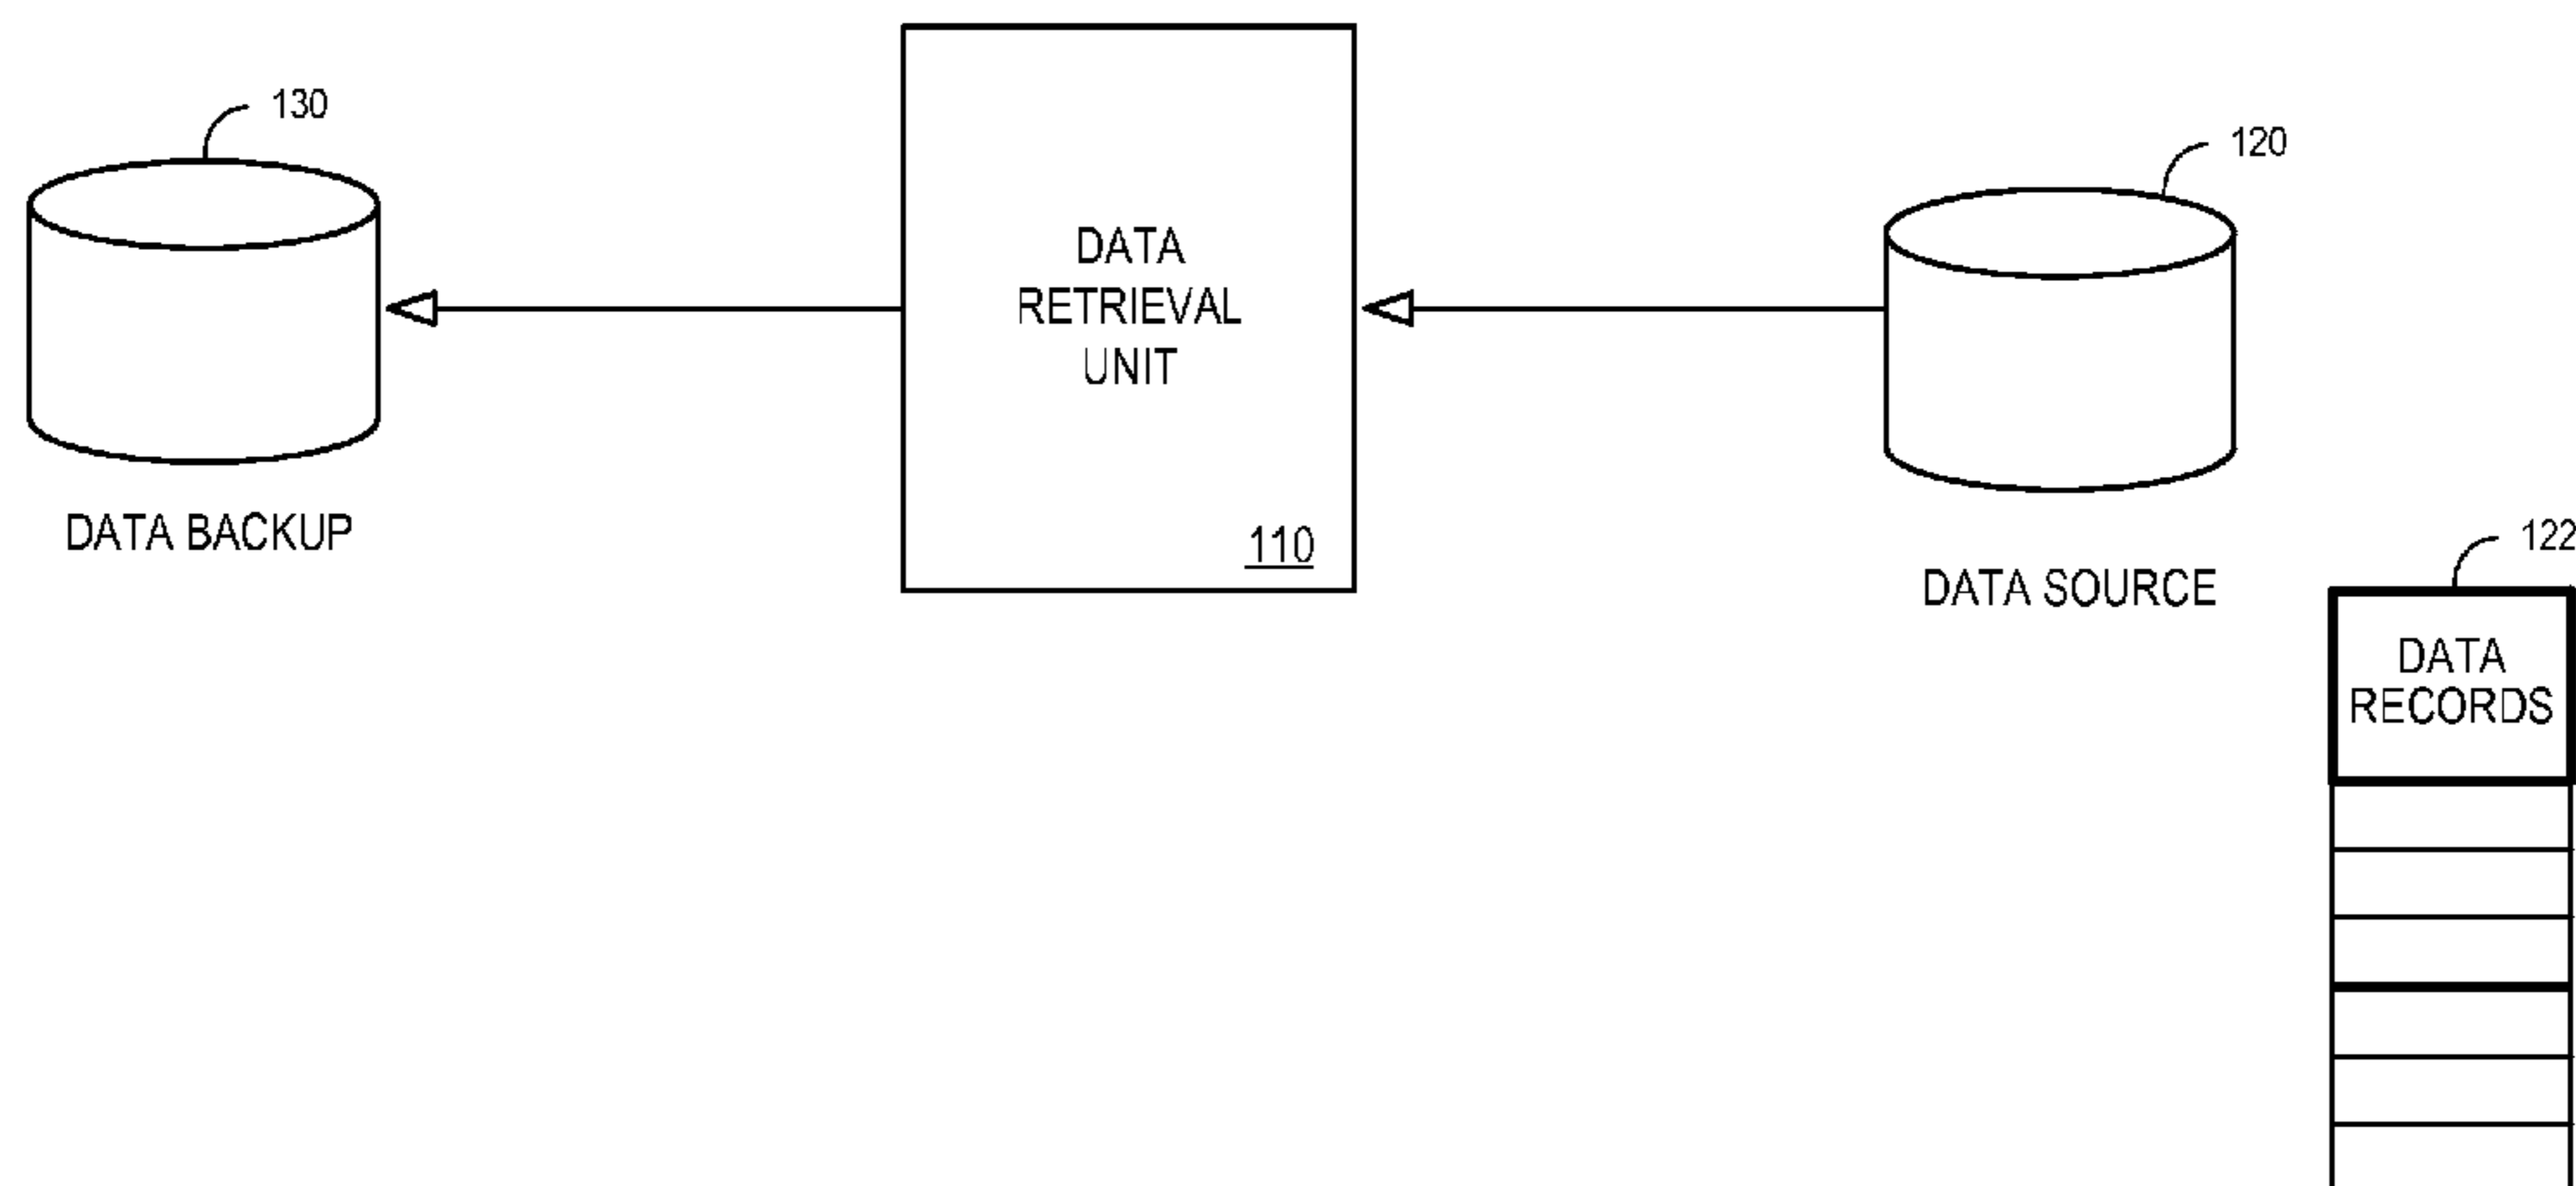 130
DATA BACKUP
DATA
RETRIEVAL
UNIT
110
120
DATA SOURCE
122
DATA
RECORDS